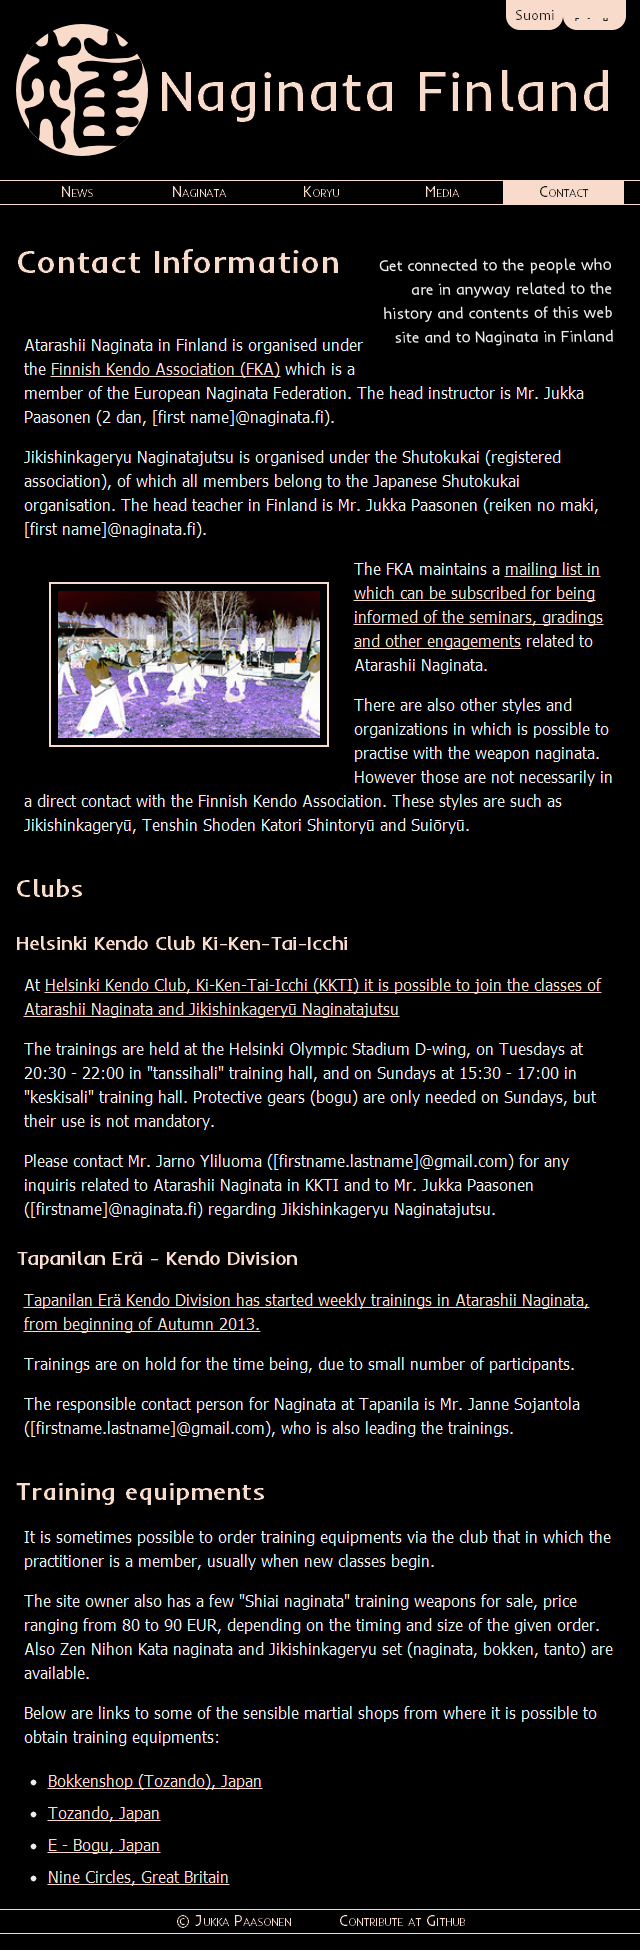 Suomi
Naginata Finland
News Naginata Koryu Media Contact
Contact Information
Get connected to the people who
are in anyway related to the
history and contents of this web
site and to Naginata in Finland
Atarashii Naginata in Finland is organised under
the Finnish Kendo Association (FKA) which is a
member of the European Naginata Federation. The head instructor is Mr. Jukka
Paasonen (2 dan, [first name]@naginata.fi).
Jikishinkageryu Naginatajutsu is organised under the Shutokukai (registered
association), of which all members belong to the Japanese Shutokukai
organisation. The head teacher in Finland is Mr. Jukka Paasonen (reiken no maki,
[first name]@naginata.fi).
The FKA maintains a mailing list in
which can be subscribed for being
informed of the seminars, gradings
and other engagements related to
Atarashii Naginata.
There are also other styles and
organizations in which is possible to
practise with the weapon naginata.
However those are not necessarily in
a direct contact with the Finnish Kendo Association. These styles are such as
Jikishinkageryū, Tenshin Shoden Katori Shintoryū and Suiōryū.
Clubs
Helsinki Kendo Club Ki-Ken-Tai-Icchi
At Helsinki Kendo Club, Ki-Ken-Tai-Icchi (KKTI) it is possible to join the classes of
Atarashii Naginata and Jikishinkageryū Naginatajutsu
The trainings are held at the Helsinki Olympic Stadium D-wing, on Tuesdays at
20:30 - 22:00 in "tanssihali" training hall, and on Sundays at 15:30 - 17:00 in
"keskisali" training hall. Protective gears (bogu) are only needed on Sundays, but
their use is not mandatory.
Please contact Mr. Jarno Yliluoma ([firstname.lastname]@gmail.com) for any
inquiris related to Atarashii Naginata in KKTI and to Mr. Jukka Paasonen
([firstname]@naginata.fi) regarding Jikishinkageryu Naginatajutsu.
Tapanilan Erä - Kendo Division
Tapanilan Erä Kendo Division has started weekly trainings in Atarashii Naginata,
from beginning of Autumn 2013.
Trainings are on hold for the time being, due to small number of participants.
The responsible contact person for Naginata at Tapanila is Mr. Janne Sojantola
([firstname.lastname]@gmail.com), who is also leading the trainings.
Training equipments
It is sometimes possible to order training equipments via the club that in which the
practitioner is a member, usually when new classes begin.
The site owner also has a few "Shiai naginata" training weapons for sale, price
ranging from 80 to 90 EUR, depending on the timing and size of the given order.
Also Zen Nihon Kata naginata and Jikishinkageryu set (naginata, bokken, tanto) are
available.
Below are links to some of the sensible martial shops from where it is possible to
obtain training equipments:
• Bokkenshop (Tozando), Japan
• Tozando, Japan
• E - Bogu, Japan
• Nine Circles, Great Britain
© Jukka Paasonen Contribute at Github